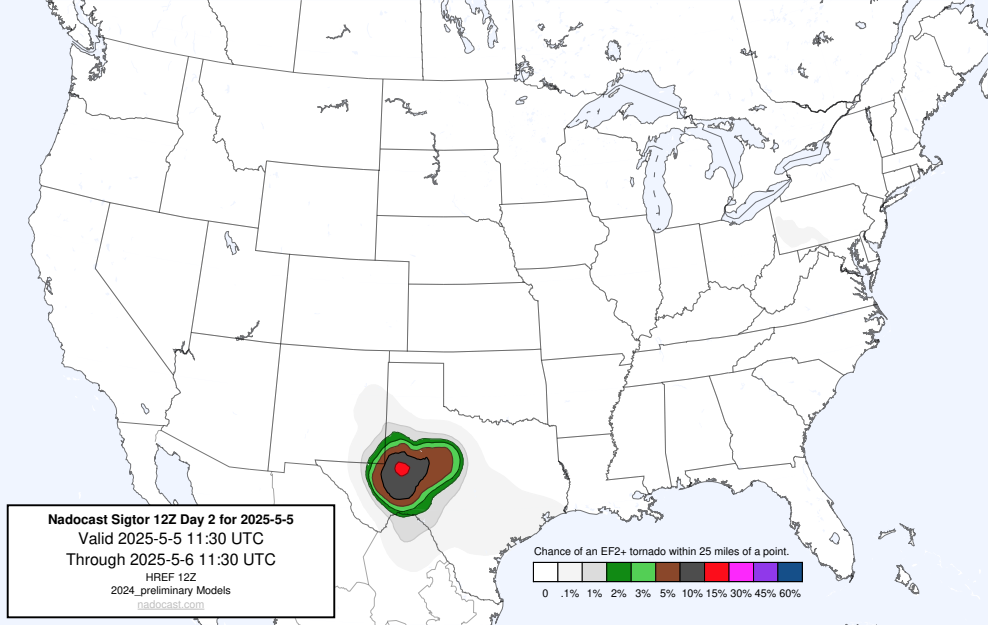 Nadocast Sigtor 12Z Day 2 for 2025-5-5
Valid 2025-5-5 11:30 UTC
Through 2025-5-6 11:30 UTC
HREF 12Z
2024_preliminary Models
nadocast.com
Chance of an EF2+ tornado within 25 miles of a point.
0 .1% 1% 2% 3% 5% 10% 15% 30% 45% 60%